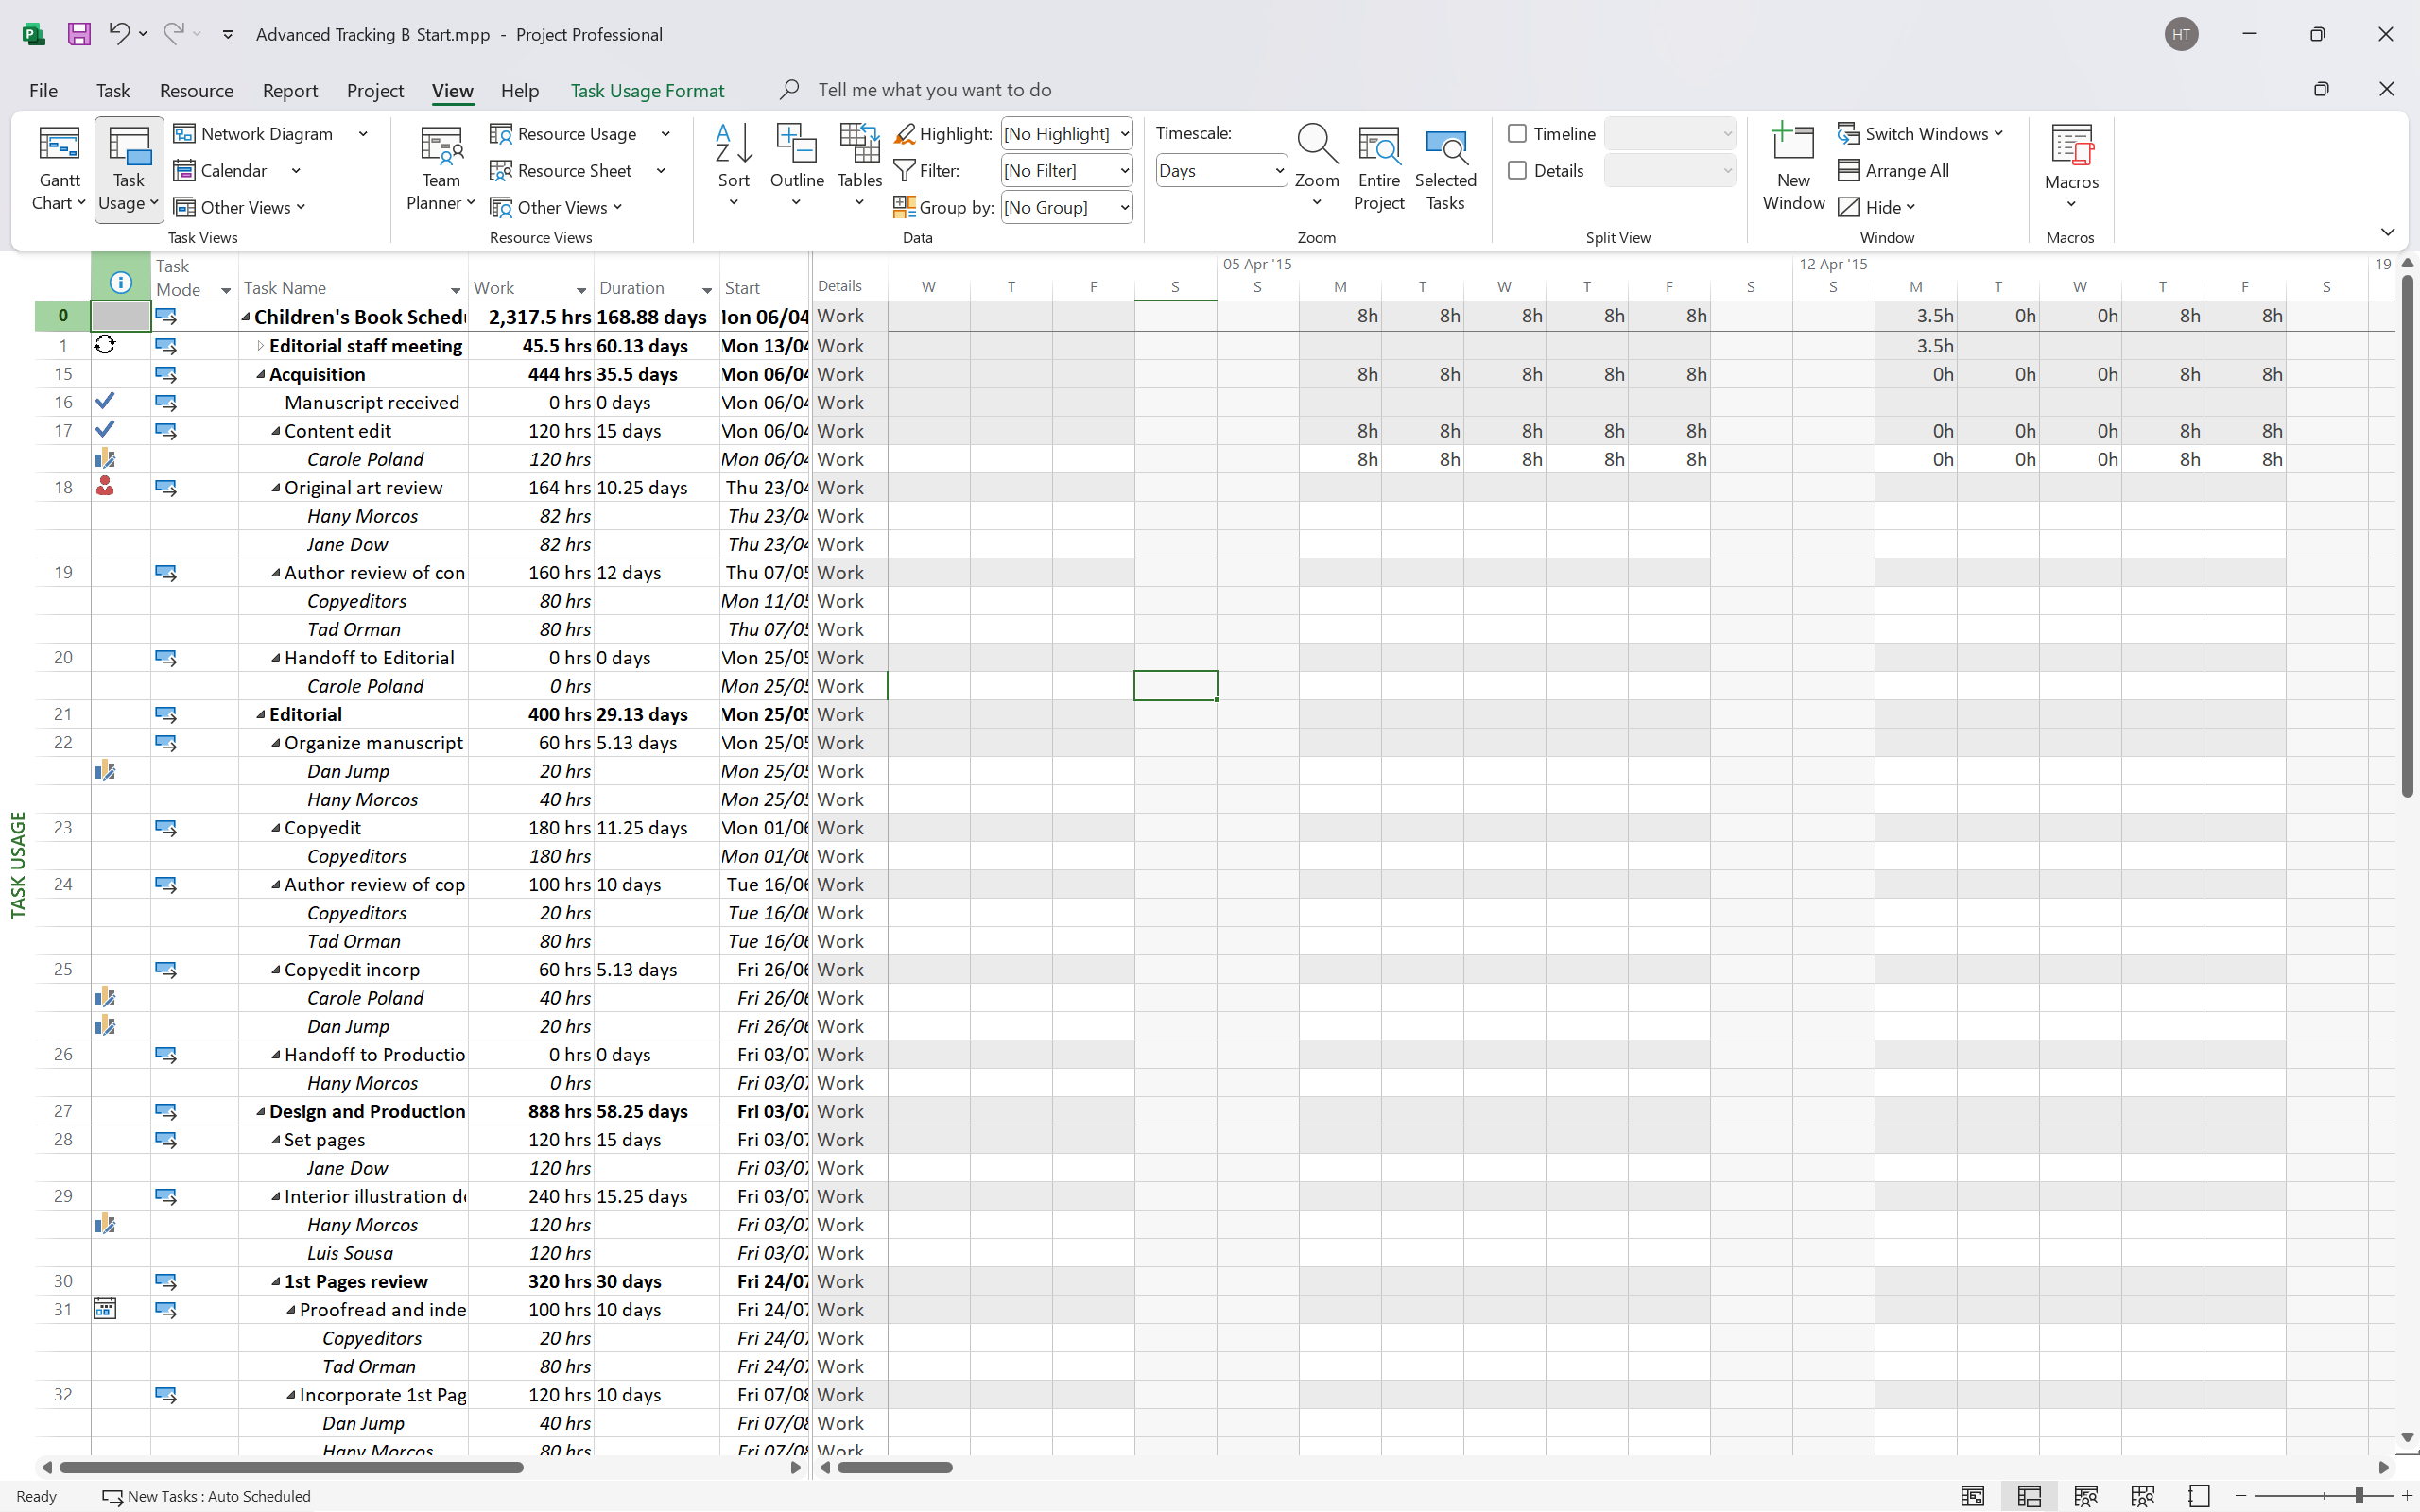 Advanced Tracking B_Start.mpp - Project Professional
HT
File Task Resource Report Project View Help Task Usage Format Tell me what you want to do
Gantt Chart
Task Usage
Network Diagram
Calendar
Other Views
Task Views
Team Planner
Resource Usage
Resource Sheet
Other Views
Resource Views
Sort
Outline
Tables
Highlight: [No Highlight]
Filter: [No Filter]
Group by: [No Group]
Data
Timescale:
Days
Zoom
Entire Project
Selected Tasks
Zoom
Timeline
Details
Split View
New Window
Switch Windows
Arrange All
Hide
Window
Macros
Macros
Task Mode Task Name Work Duration Start Details
05 Apr '15 12 Apr '15 19
W T F S S M T W T F S S M T W T F S
0 Children's Book 2,317.5 hrs 168.88 days Work 8h 8h 8h 8h 8h 3.5h 0h 0h 8h 8h
1 Editorial staff meeting 45.5 hrs 60.13 days Mon 13/04 Work 3.5h
15 Acquisition 444 hrs 35.5 days Mon 06/04 Work 8h 8h 8h 8h 8h 0h 0h 0h 8h 8h
16 Manuscript received 0 hrs 0 days Mon 06/04 Work
17 Content edit 120 hrs 15 days Mon 06/04 Work 8h 8h 8h 8h 8h 0h 0h 0h 8h 8h
Carole Poland 120 hrs Mon 06/04 Work 8h 8h 8h 8h 8h 0h 0h 0h 8h 8h
18 Original art review 164 hrs 10.25 days Thu 23/04 Work
Hany Morcos 82 hrs Thu 23/04 Work
Jane Dow 82 hrs Thu 23/04 Work
19 Author review of con 160 hrs 12 days Thu 07/05 Work
Copyeditors 80 hrs Mon 11/05 Work
Tad Orman 80 hrs Thu 07/05 Work
20 Handoff to Editorial 0 hrs 0 days Mon 25/05 Work
Carole Poland 0 hrs Mon 25/05 Work
21 Editorial 400 hrs 29.13 days Mon 25/05 Work
22 Organize manuscript 60 hrs 5.13 days Mon 25/05 Work
Dan Jump 20 hrs Mon 25/05 Work
Hany Morcos 40 hrs Mon 25/05 Work
23 Copyedit 180 hrs 11.25 days Mon 01/06 Work
Copyeditors 180 hrs Mon 01/06 Work
24 Author review of cop 100 hrs 10 days Tue 16/06 Work
Copyeditors 20 hrs Tue 16/06 Work
Tad Orman 80 hrs Tue 16/06 Work
25 Copyedit incorp 60 hrs 5.13 days Fri 26/06 Work
Carole Poland 40 hrs Fri 26/06 Work
Dan Jump 20 hrs Fri 26/06 Work
26 Handoff to Productio 0 hrs 0 days Fri 03/07 Work
Hany Morcos 0 hrs Fri 03/07 Work
27 Design and Production 888 hrs 58.25 days Fri 03/07 Work
28 Set pages 120 hrs 15 days Fri 03/07 Work
Jane Dow 120 hrs Fri 03/07 Work
29 Interior illustration 240 hrs 15.25 days Fri 03/07 Work
Hany Morcos 120 hrs Fri 03/07 Work
Luis Sousa 120 hrs Fri 03/07 Work
30 1st Pages review 320 hrs 30 days Fri 24/07 Work
31 Proofread and inde 100 hrs 10 days Fri 24/07 Work
Copyeditors 20 hrs Fri 24/07 Work
Tad Orman 80 hrs Fri 24/07 Work
32 Incorporate 1st Pag 120 hrs 10 days Fri 07/08 Work
Dan Jump 40 hrs Fri 07/08 Work
Hany Morcos 80 hrs Fri 07/08 Work
TASK USAGE
Ready New Tasks : Auto Scheduled